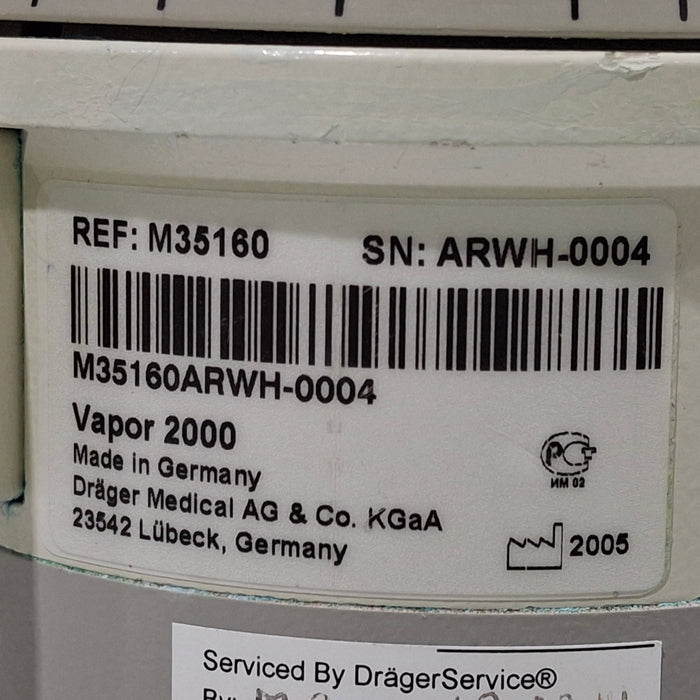 REF: M35160 SN: ARWH-0004
M35160ARWH-0004
Vapor 2000
Made in Germany
Dräger Medical AG & Co. KGaA
23542 Lübeck, Germany
ИМ 02
2005
Serviced By DrägerService®
By: